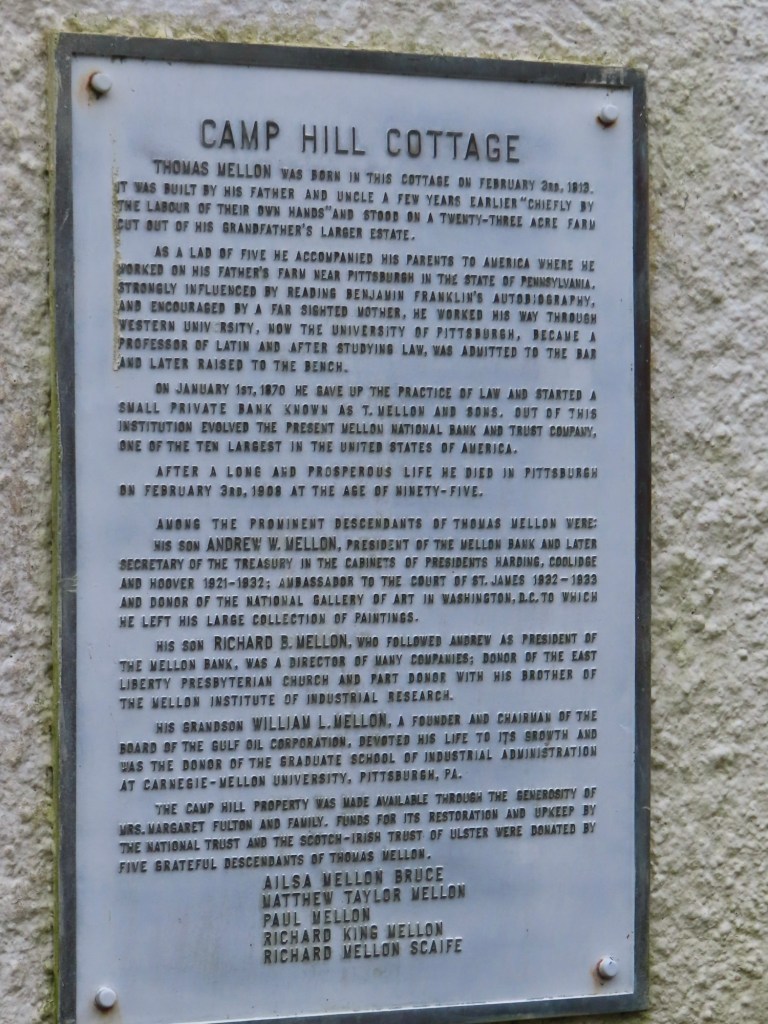 CAMP HILL COTTAGE
THOMAS MELLON WAS BORN IN THIS COTTAGE ON FEBRUARY 3RD, 1813.
IT WAS BUILT BY HIS FATHER AND UNCLE A FEW YEARS EARLIER "CHIEFLY BY
THE LABOUR OF THEIR OWN HANDS" AND STOOD ON A TWENTY-THREE ACRE FARM
CUT OUT OF HIS GRANDFATHER'S LARGER ESTATE.
AS A LAD OF FIVE HE ACCOMPANIED HIS PARENTS TO AMERICA WHERE HE
WORKED ON HIS FATHER'S FARM NEAR PITTSBURGH IN THE STATE OF PENNSYLVANIA.
STRONGLY INFLUENCED BY READING BENJAMIN FRANKLIN'S AUTOBIOGRAPHY,
AND ENCOURAGED BY A FAR SIGHTED MOTHER, HE WORKED HIS WAY THROUGH
WESTERN UNIVERSITY, NOW THE UNIVERSITY OF PITTSBURGH, BECAME A
PROFESSOR OF LATIN AND AFTER STUDYING LAW, WAS ADMITTED TO THE BAR
AND LATER RAISED TO THE BENCH.
ON JANUARY 1ST, 1870 HE GAVE UP THE PRACTICE OF LAW AND STARTED A
SMALL PRIVATE BANK KNOWN AS T. MELLON AND SONS. OUT OF THIS
INSTITUTION EVOLVED THE PRESENT MELLON NATIONAL BANK AND TRUST COMPANY,
ONE OF THE TEN LARGEST IN THE UNITED STATES OF AMERICA.
AFTER A LONG AND PROSPEROUS LIFE HE DIED IN PITTSBURGH
ON FEBRUARY 3RD, 1908 AT THE AGE OF NINETY-FIVE.
AMONG THE PROMINENT DESCENDANTS OF THOMAS MELLON WERE:
HIS SON ANDREW W. MELLON, PRESIDENT OF THE MELLON BANK AND LATER
SECRETARY OF THE TREASURY IN THE CABINETS OF PRESIDENTS HARDING, COOLIDGE
AND HOOVER 1921-1932; AMBASSADOR TO THE COURT OF ST. JAMES 1932-1933
AND DONOR OF THE NATIONAL GALLERY OF ART IN WASHINGTON, D.C. TO WHICH
HE LEFT HIS LARGE COLLECTION OF PAINTINGS.
HIS SON RICHARD B. MELLON, WHO FOLLOWED ANDREW AS PRESIDENT OF
THE MELLON BANK, WAS A DIRECTOR OF MANY COMPANIES; DONOR OF THE EAST
LIBERTY PRESBYTERIAN CHURCH AND PART DONOR WITH HIS BROTHER OF
THE MELLON INSTITUTE OF INDUSTRIAL RESEARCH.
HIS GRANDSON WILLIAM L. MELLON, A FOUNDER AND CHAIRMAN OF THE
BOARD OF THE GULF OIL CORPORATION, DEVOTED HIS LIFE TO ITS GROWTH AND
WAS THE DONOR OF THE GRADUATE SCHOOL OF INDUSTRIAL ADMINISTRATION
AT CARNEGIE-MELLON UNIVERSITY, PITTSBURGH, PA.
THE CAMP HILL PROPERTY WAS MADE AVAILABLE THROUGH THE GENEROSITY OF
MRS. MARGARET FULTON AND FAMILY. FUNDS FOR ITS RESTORATION AND UPKEEP BY
THE NATIONAL TRUST AND THE SCOTCH-IRISH TRUST OF ULSTER WERE DONATED BY
FIVE GRATEFUL DESCENDANTS OF THOMAS MELLON.
AILSA MELLON BRUCE
MATTHEW TAYLOR MELLON
PAUL MELLON
RICHARD KING MELLON
RICHARD MELLON SCAIFE